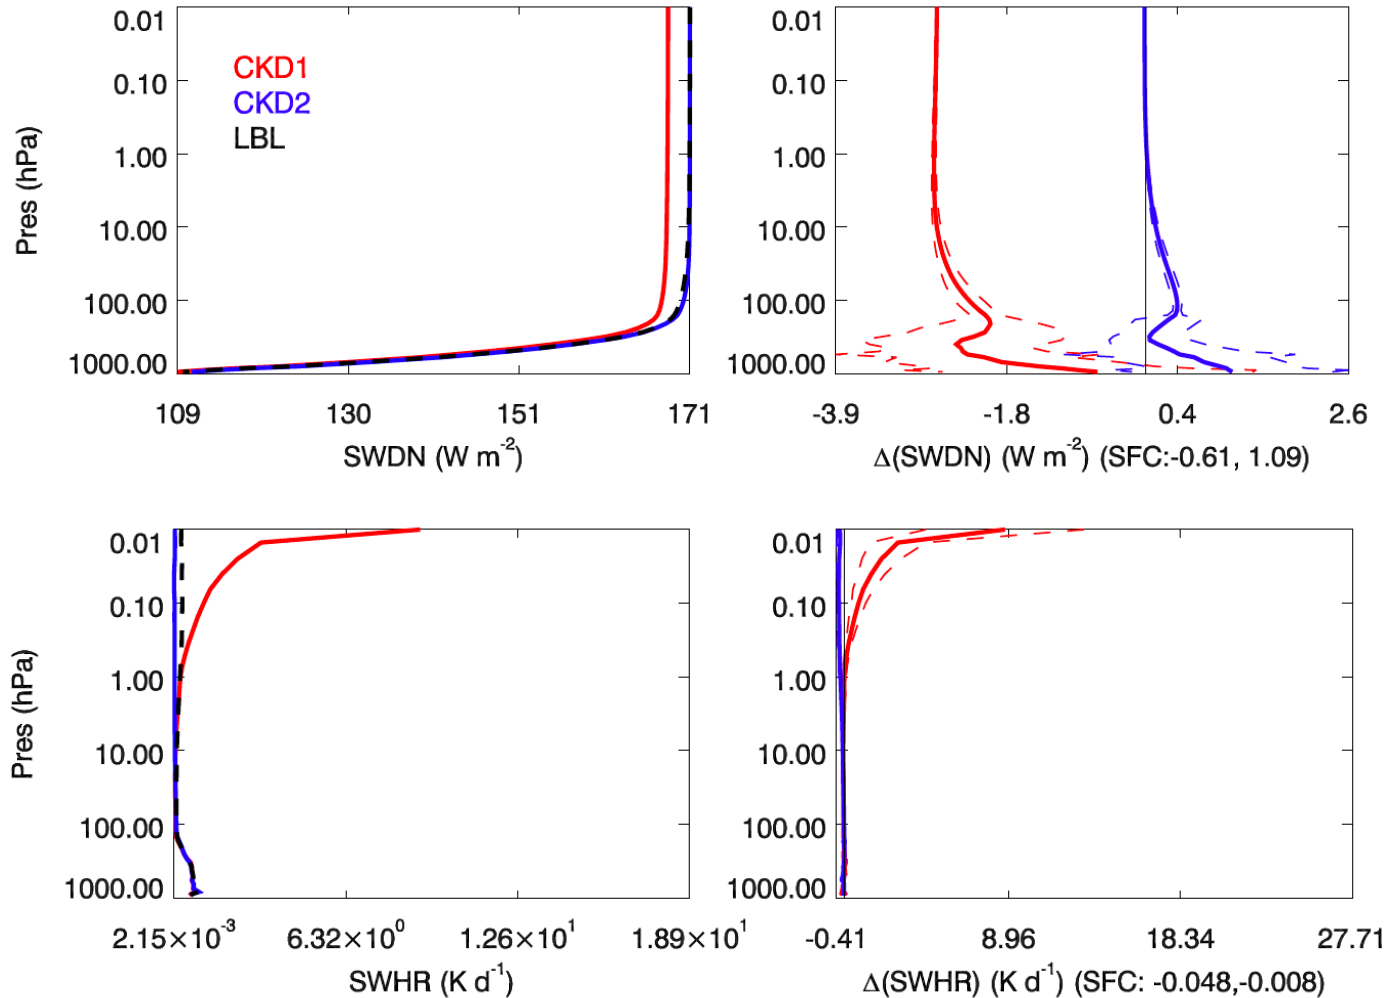 0.01
0.10
1.00
10.00
100.00
1000.00
Pres (hPa)
CKD1
CKD2
LBL
109 130 151 171
SWDN (W m⁻²)
0.01
0.10
1.00
10.00
100.00
1000.00
-3.9 -1.8 0.4 2.6
Δ(SWDN) (W m⁻²) (SFC:-0.61, 1.09)
0.01
0.10
1.00
10.00
100.00
1000.00
Pres (hPa)
2.15×10⁻³ 6.32×10⁰ 1.26×10¹ 1.89×10¹
SWHR (K d⁻¹)
0.01
0.10
1.00
10.00
100.00
1000.00
-0.41 8.96 18.34 27.71
Δ(SWHR) (K d⁻¹) (SFC: -0.048,-0.008)